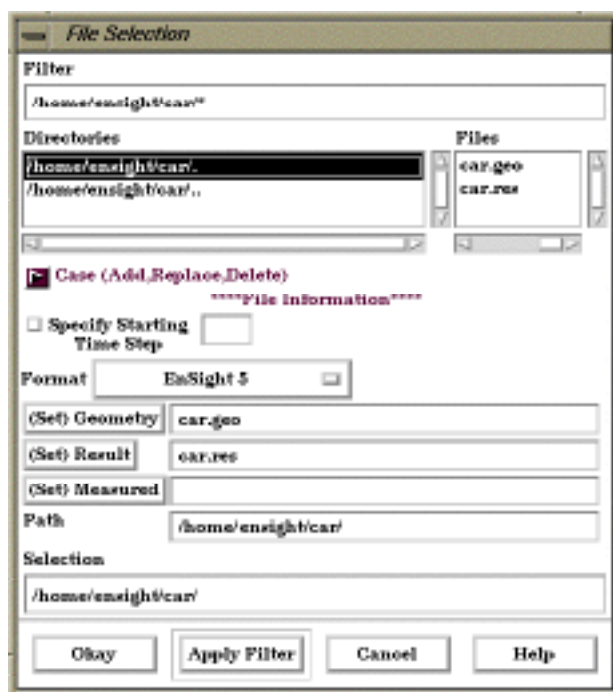 File Selection
Filter
/home/ensight/car/*
Directories
Files
/home/ensight/car/.
/home/ensight/car/..
car.geo
car.res
Case (Add,Replace,Delete)
****File Information****
Specify Starting
Time Step
Format EnSight 5
(Set) Geometry car.geo
(Set) Result car.res
(Set) Measured
Path /home/ensight/car/
Selection
/home/ensight/car/
Okay Apply Filter Cancel Help